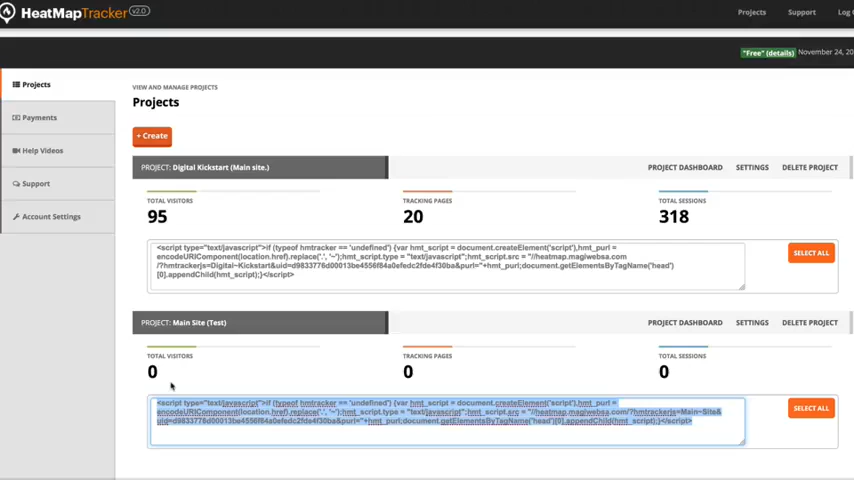 HeatMapTracker v2.0
Projects Support Log
"Free" (details) November 24, 20
Projects
Payments
Help Videos
Support
Account Settings
VIEW AND MANAGE PROJECTS
Projects
+ Create
PROJECT: Digital Kickstart (Main site.) PROJECT DASHBOARD SETTINGS DELETE PROJECT
TOTAL VISITORS TRACKING PAGES TOTAL SESSIONS
95 20 318
<script type="text/javascript">if (typeof hmtracker == 'undefined') {var hmt_script = document.createElement('script'),hmt_purl =
encodeURIComponent(location.href).replace('.', '~');hmt_script.type = "text/javascript";hmt_script.src = "//heatmap.magiwebsa.com
/?hmtrackerjs=Digital~Kickstart&uid=d9833776d00013be4556f84a0efedc2fde4f30ba&purl="+hmt_purl;document.getElementsByTagName('head')
[0].appendChild(hmt_script);}</script>
SELECT ALL
PROJECT: Main Site (Test) PROJECT DASHBOARD SETTINGS DELETE PROJECT
TOTAL VISITORS TRACKING PAGES TOTAL SESSIONS
0 0 0
<script type="text/javascript">if (typeof hmtracker == 'undefined') {var hmt_script = document.createElement('script'),hmt_purl =
encodeURIComponent(location.href).replace('.', '~');hmt_script.type = "text/javascript";hmt_script.src = "//heatmap.magiwebsa.com/?hmtrackerjs=Main~Site&
uid=d9833776d00013be4556f84a0efedc2fde4f30ba&purl="+hmt_purl;document.getElementsByTagName('head')[0].appendChild(hmt_script);}</script>
SELECT ALL